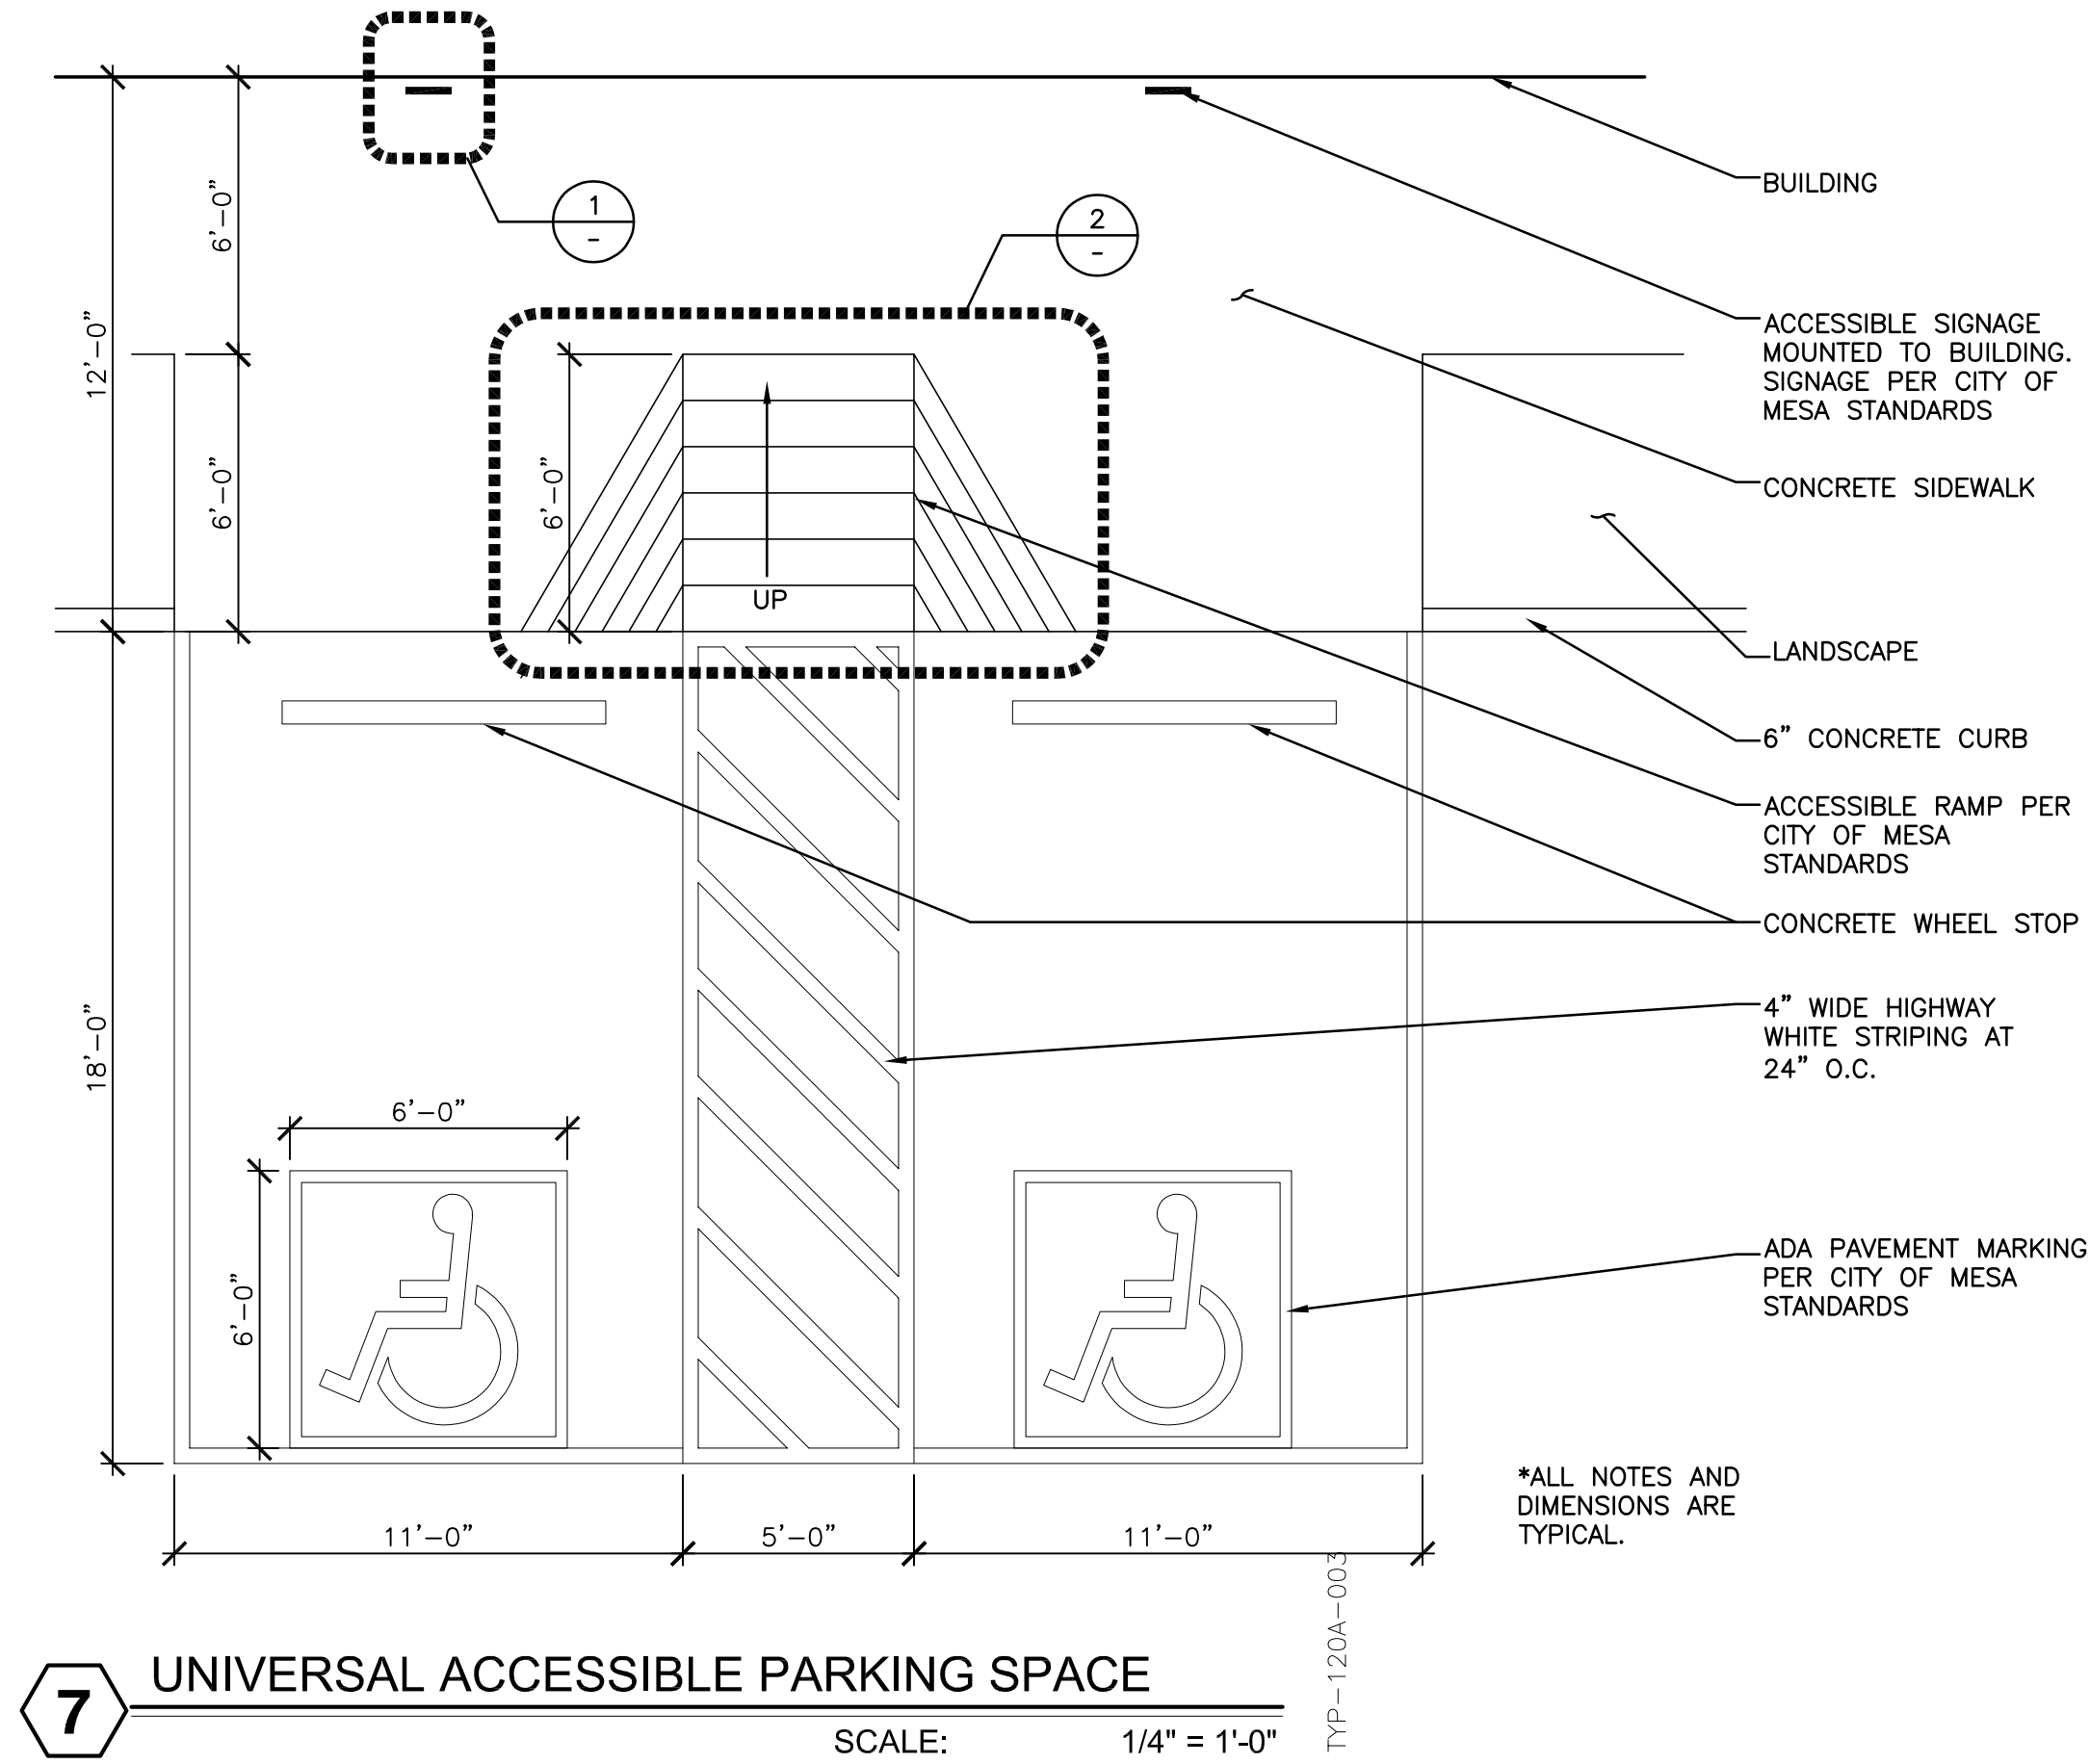 BUILDING
1
-
2
-
6'-0"
12'-0"
ACCESSIBLE SIGNAGE
MOUNTED TO BUILDING.
SIGNAGE PER CITY OF
MESA STANDARDS
CONCRETE SIDEWALK
6'-0"
6'-0"
UP
LANDSCAPE
6" CONCRETE CURB
ACCESSIBLE RAMP PER
CITY OF MESA
STANDARDS
CONCRETE WHEEL STOP
4" WIDE HIGHWAY
WHITE STRIPING AT
24" O.C.
18'-0"
6'-0"
6'-0"
ADA PAVEMENT MARKING
PER CITY OF MESA
STANDARDS
*ALL NOTES AND
DIMENSIONS ARE
TYPICAL.
11'-0"
5'-0"
11'-0"
TYP-120A-003
7
UNIVERSAL ACCESSIBLE PARKING SPACE
SCALE: 1/4" = 1'-0"